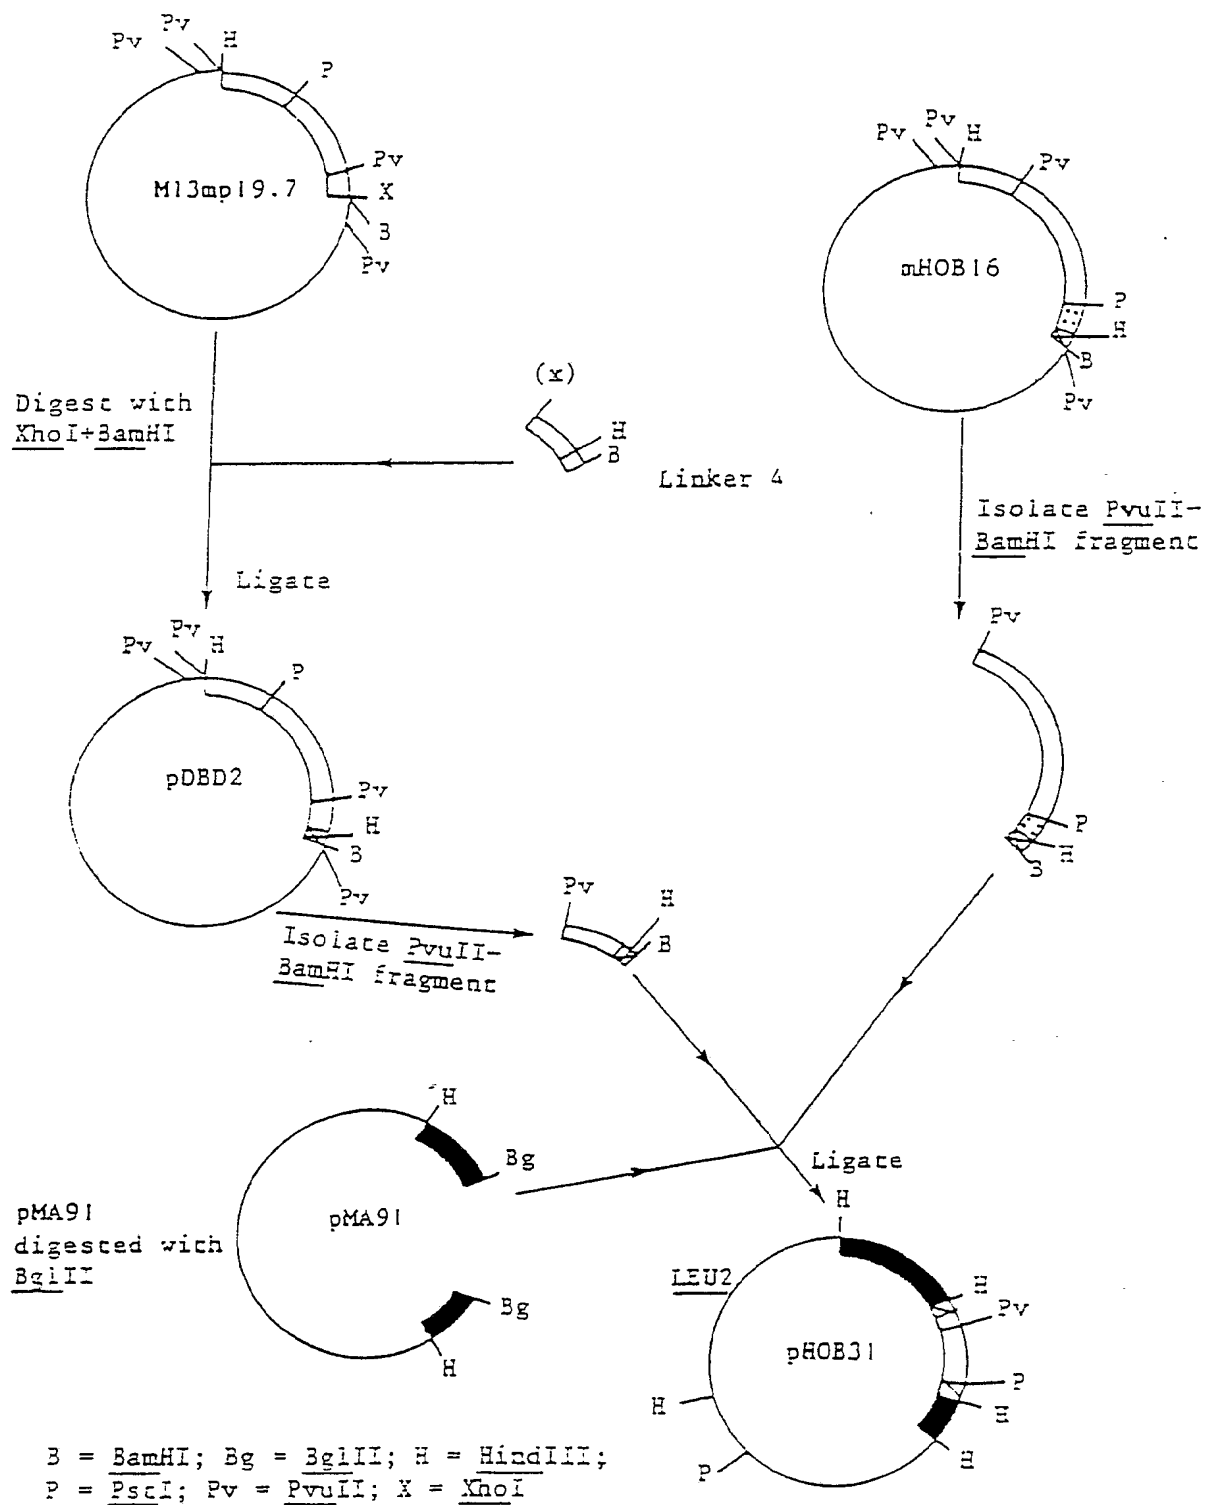 Pv
Pv
H
P
Pv
X
B
Pv
M13mp19.7
Pv
Pv
H
Pv
P
H
B
Pv
mHOB16
Digest with
XhoI+BamHI
(x)
H
B
Linker 4
Isolate PvuII-
BamHI fragment
Ligate
Pv
Pv
H
P
Pv
H
B
Pv
pDBD2
Pv
P
H
B
Isolate PvuII-
BamHI fragment
Pv
H
B
H
Bg
Bg
H
pMA91
pMA91
digested with
BglII
Ligate
H
LEU2
H
Pv
P
H
H
P
H
pHOB31
B = BamHI; Bg = BglII; H = HindIII;
P = PstI; Pv = PvuII; X = XhoI